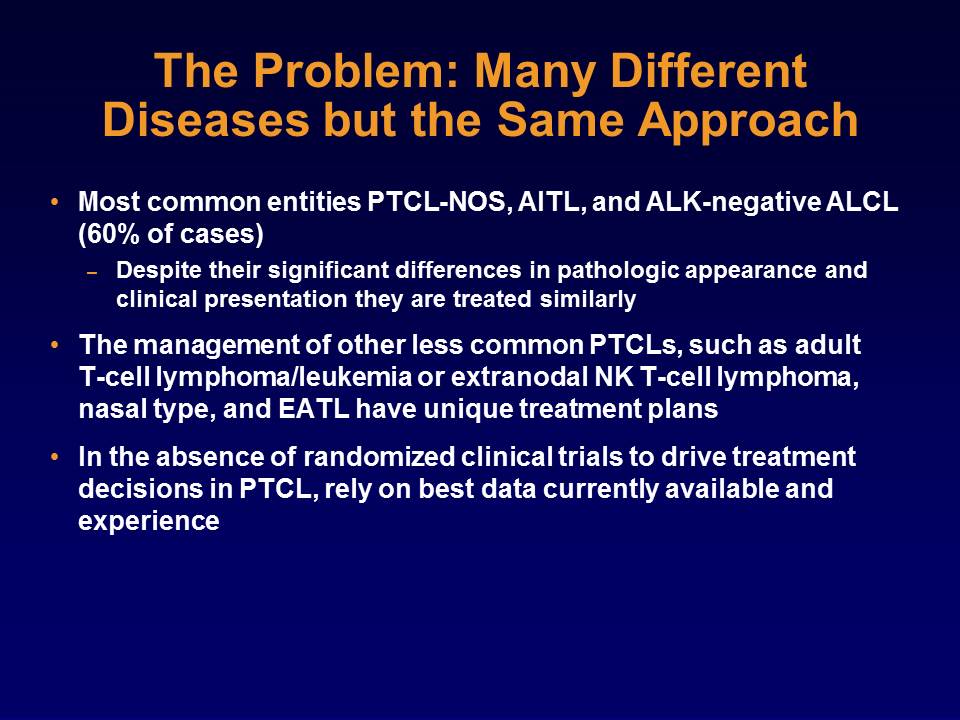 The Problem: Many Different
Diseases but the Same Approach
• Most common entities PTCL-NOS, AITL, and ALK-negative ALCL
(60% of cases)
– Despite their significant differences in pathologic appearance and
clinical presentation they are treated similarly
• The management of other less common PTCLs, such as adult
T-cell lymphoma/leukemia or extranodal NK T-cell lymphoma,
nasal type, and EATL have unique treatment plans
• In the absence of randomized clinical trials to drive treatment
decisions in PTCL, rely on best data currently available and
experience